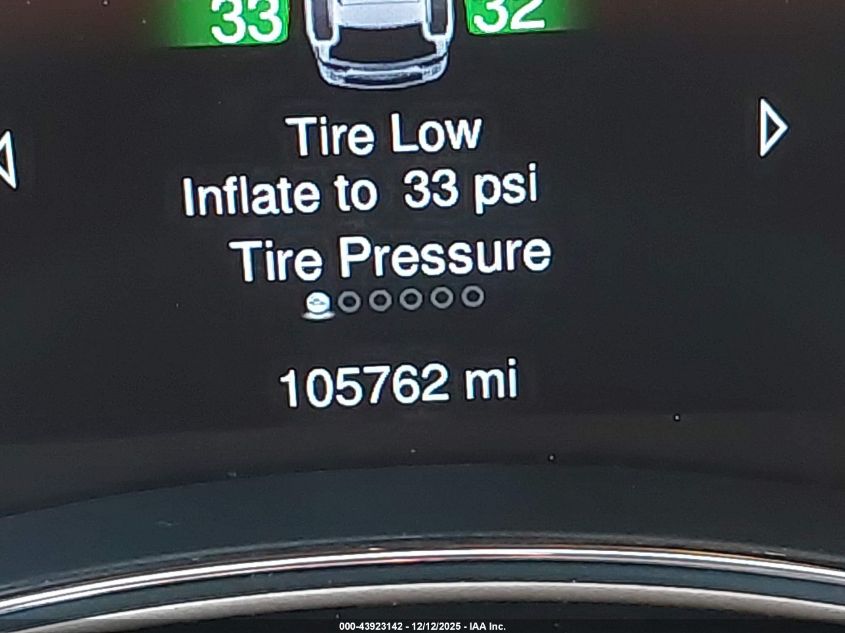 33 32
Tire Low
Inflate to 33 psi
Tire Pressure
105762 mi
000-43923142 - 12/12/2025 - IAA Inc.